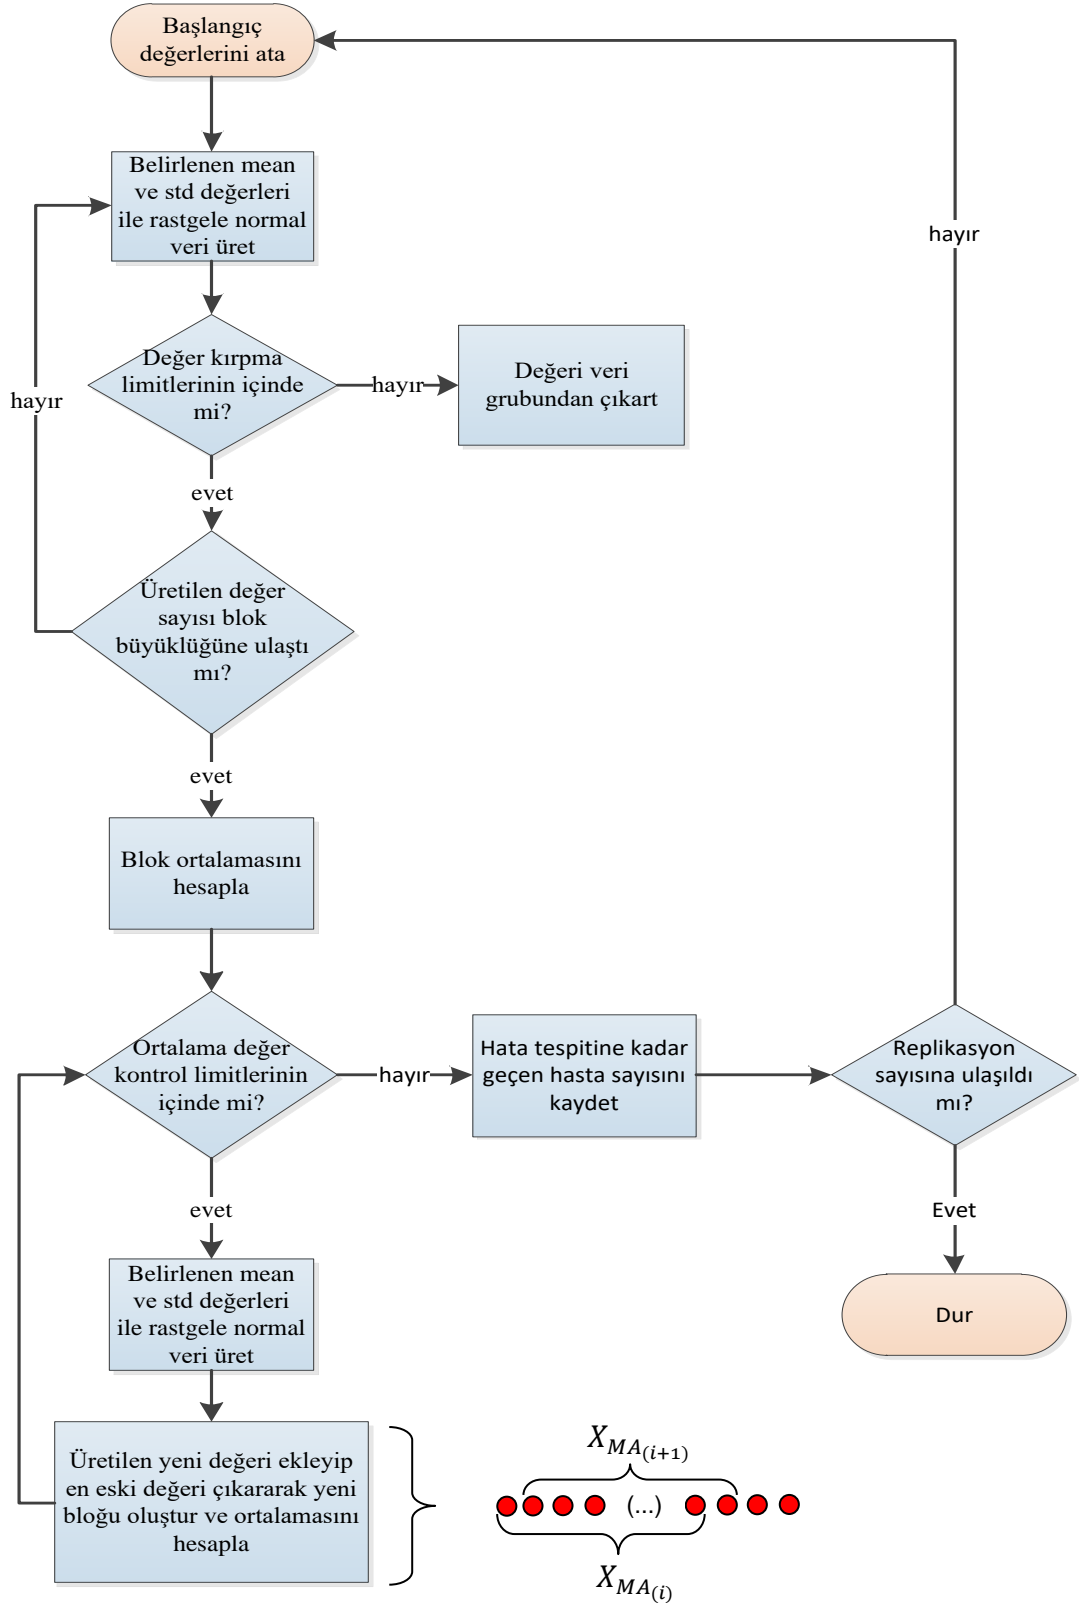 Başlangıç
değerlerini ata
Belirlenen mean
ve std değerleri
ile rastgele normal
veri üret
hayır
Değer kırpma
limitlerinin içinde
mi?
hayır
Değeri veri
grubundan çıkart
hayır
evet
Üretilen değer
sayısı blok
büyüklüğüne ulaştı
mı?
evet
Blok ortalamasını
hesapla
Ortalama değer
kontrol limitlerinin
içinde mi?
hayır
Hata tespitine kadar
geçen hasta sayısını
kaydet
Replikasyon
sayısına ulaşıldı
mı?
evet
Evet
Belirlenen mean
ve std değerleri
ile rastgele normal
veri üret
Dur
Üretilen yeni değeri ekleyip
en eski değeri çıkararak yeni
bloğu oluştur ve ortalamasını
hesapla
X_{MA_{(i+1)}}
(...)
X_{MA_{(i)}}